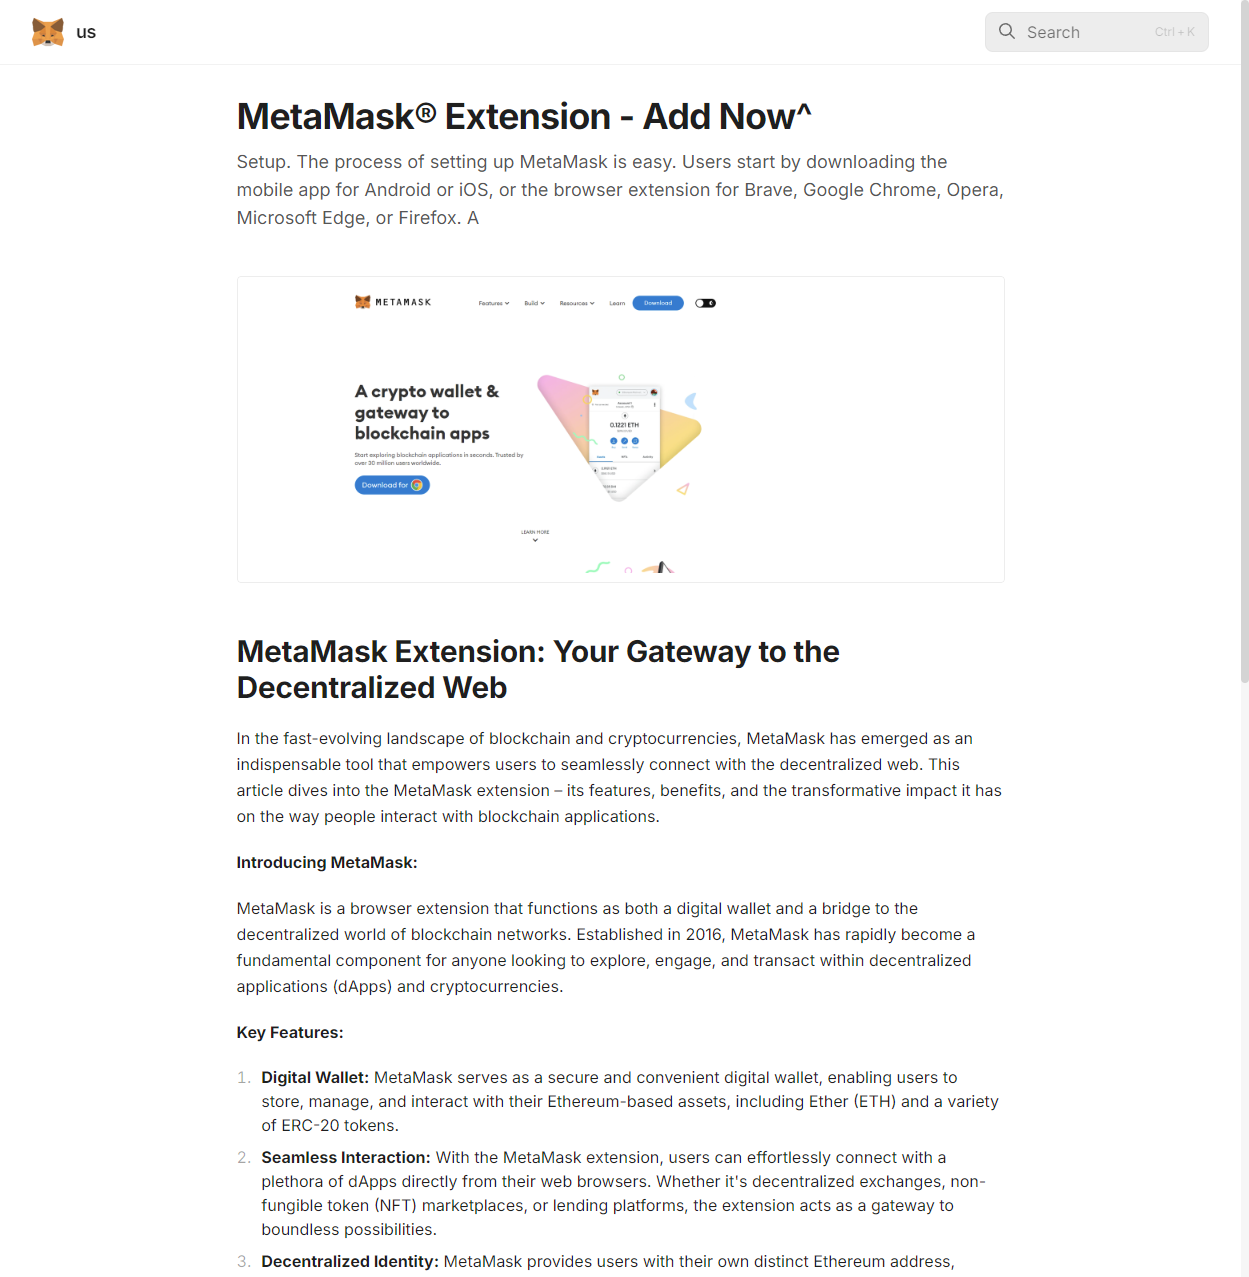 us
Search
Ctrl + K
MetaMask® Extension - Add Now^
Setup. The process of setting up MetaMask is easy. Users start by downloading the
mobile app for Android or iOS, or the browser extension for Brave, Google Chrome, Opera,
Microsoft Edge, or Firefox. A
METAMASK
Features
Build
Resources
Learn
Download
A crypto wallet &
gateway to
blockchain apps
Start exploring blockchain applications in seconds. Trusted by
over 30 million users worldwide.
Download for
0.1221 ETH
LEARN MORE
MetaMask Extension: Your Gateway to the
Decentralized Web
In the fast-evolving landscape of blockchain and cryptocurrencies, MetaMask has emerged as an
indispensable tool that empowers users to seamlessly connect with the decentralized web. This
article dives into the MetaMask extension – its features, benefits, and the transformative impact it has
on the way people interact with blockchain applications.
Introducing MetaMask:
MetaMask is a browser extension that functions as both a digital wallet and a bridge to the
decentralized world of blockchain networks. Established in 2016, MetaMask has rapidly become a
fundamental component for anyone looking to explore, engage, and transact within decentralized
applications (dApps) and cryptocurrencies.
Key Features:
1. Digital Wallet: MetaMask serves as a secure and convenient digital wallet, enabling users to
store, manage, and interact with their Ethereum-based assets, including Ether (ETH) and a variety
of ERC-20 tokens.
2. Seamless Interaction: With the MetaMask extension, users can effortlessly connect with a
plethora of dApps directly from their web browsers. Whether it's decentralized exchanges, non-
fungible token (NFT) marketplaces, or lending platforms, the extension acts as a gateway to
boundless possibilities.
3. Decentralized Identity: MetaMask provides users with their own distinct Ethereum address,